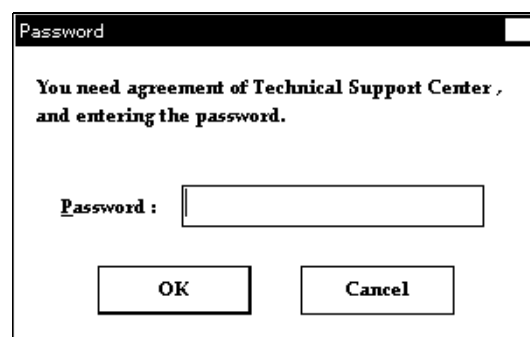 Password
You need agreement of Technical Support Center ,
and entering the password.
Password :
OK
Cancel